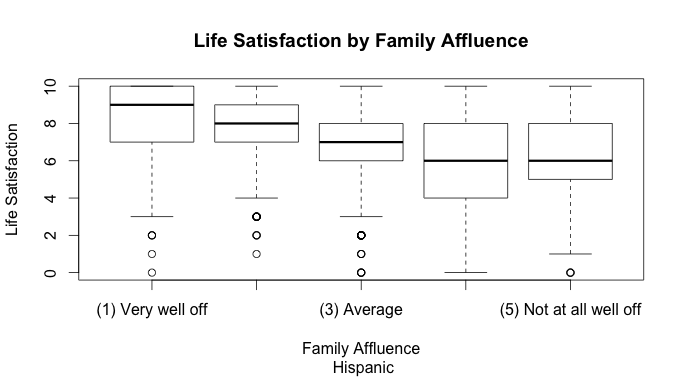 Life Satisfaction by Family Affluence
Life Satisfaction
10
8
6
4
2
0
(1) Very well off
(3) Average
(5) Not at all well off
Family Affluence
Hispanic